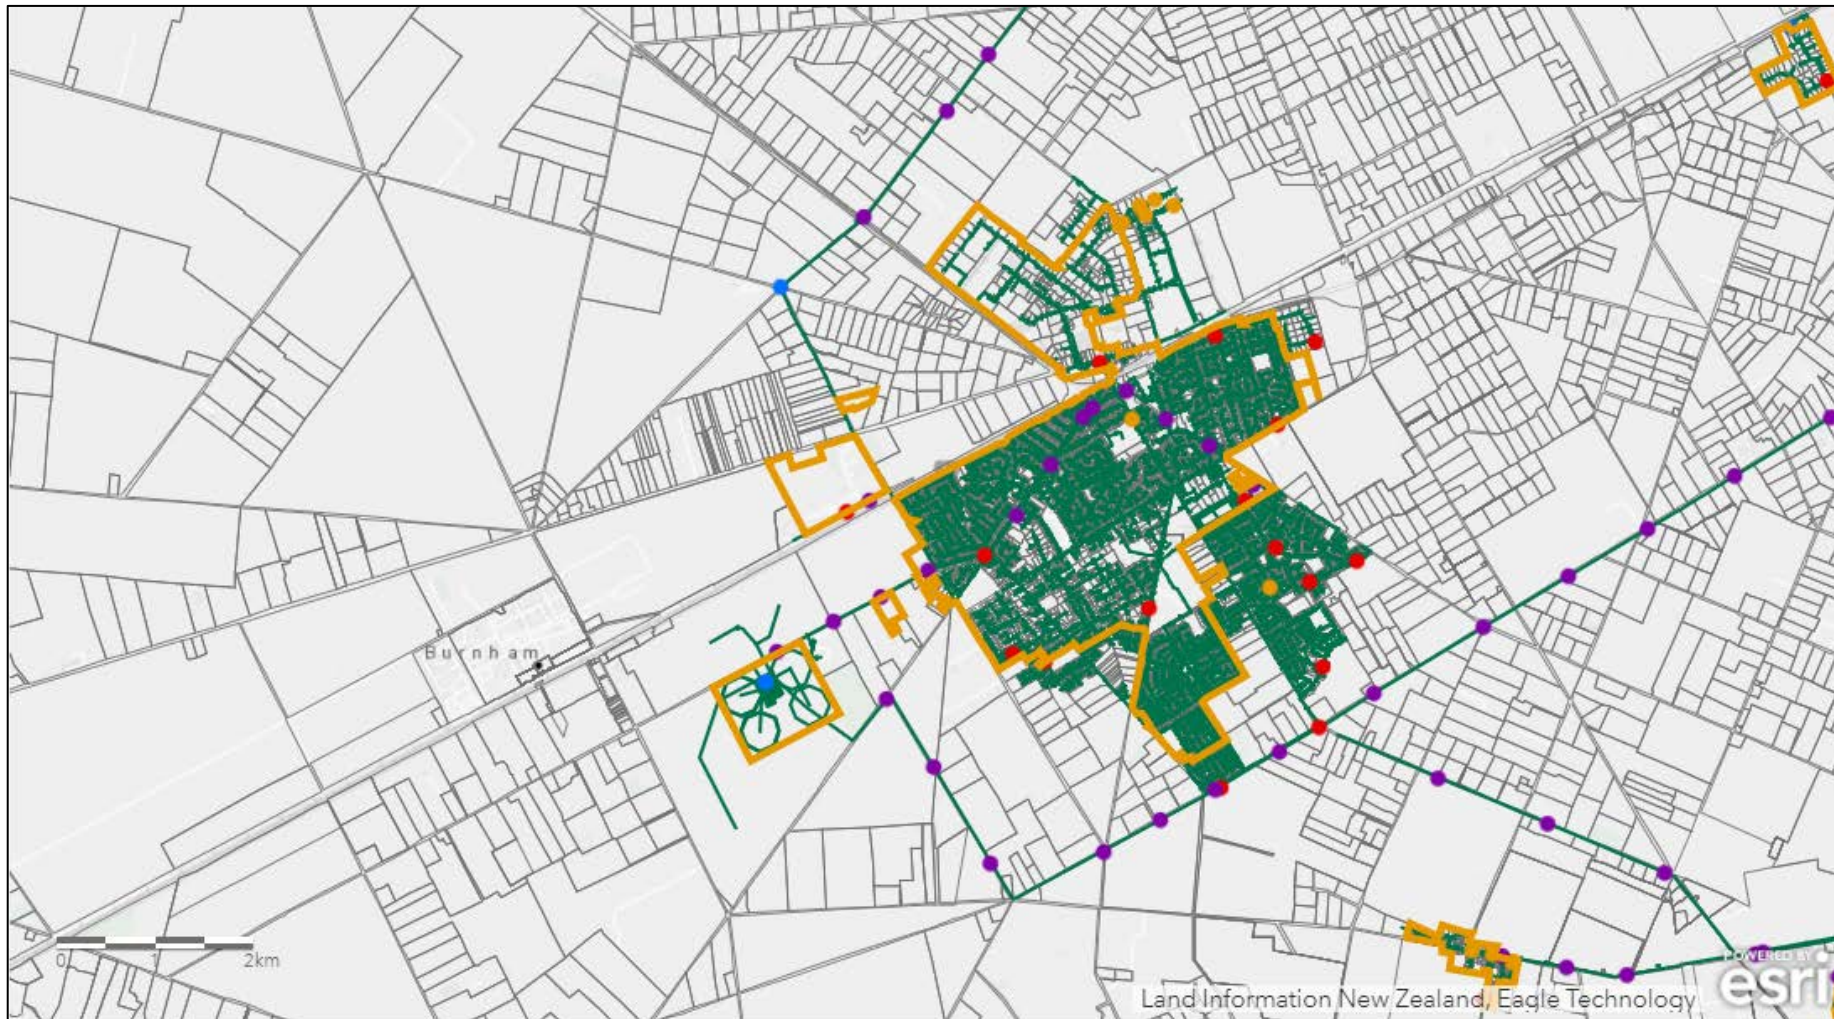 Burnham
0 1 2km
POWERED BY
esri
Land Information New Zealand, Eagle Technology